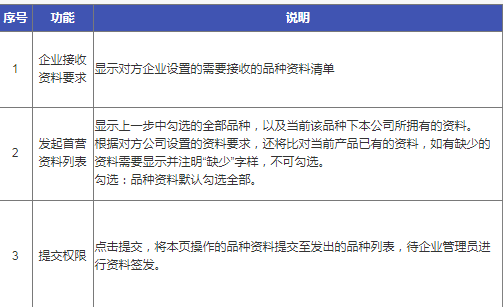 序号 功能 说明
1 企业接收资料要求 显示对方企业设置的需要接收的品种资料清单
2 发起首营资料列表 显示上一步中勾选的全部品种，以及当前该品种下本公司所拥有的资料。
根据对方公司设置的资料要求，还将比对当前产品已有的资料，如有缺少的
资料需要显示并注明“缺少”字样，不可勾选。
勾选：品种资料默认勾选全部。
3 提交权限 点击提交，将本页操作的品种资料提交至发出的品种列表，待企业管理员进
行资料签发。